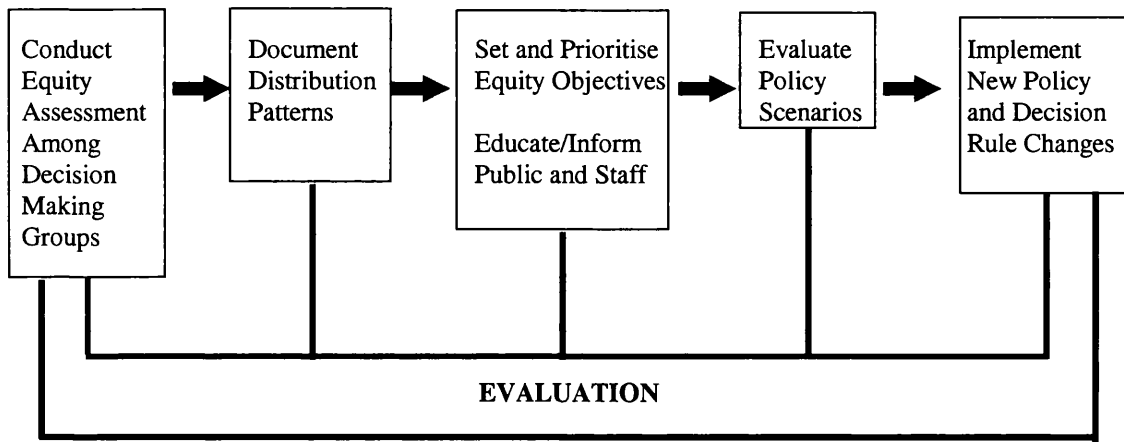 Conduct
Equity
Assessment
Among
Decision
Making
Groups
Document
Distribution
Patterns
Set and Prioritise
Equity Objectives
Educate/Inform
Public and Staff
Evaluate
Policy
Scenarios
Implement
New Policy
and Decision
Rule Changes
EVALUATION